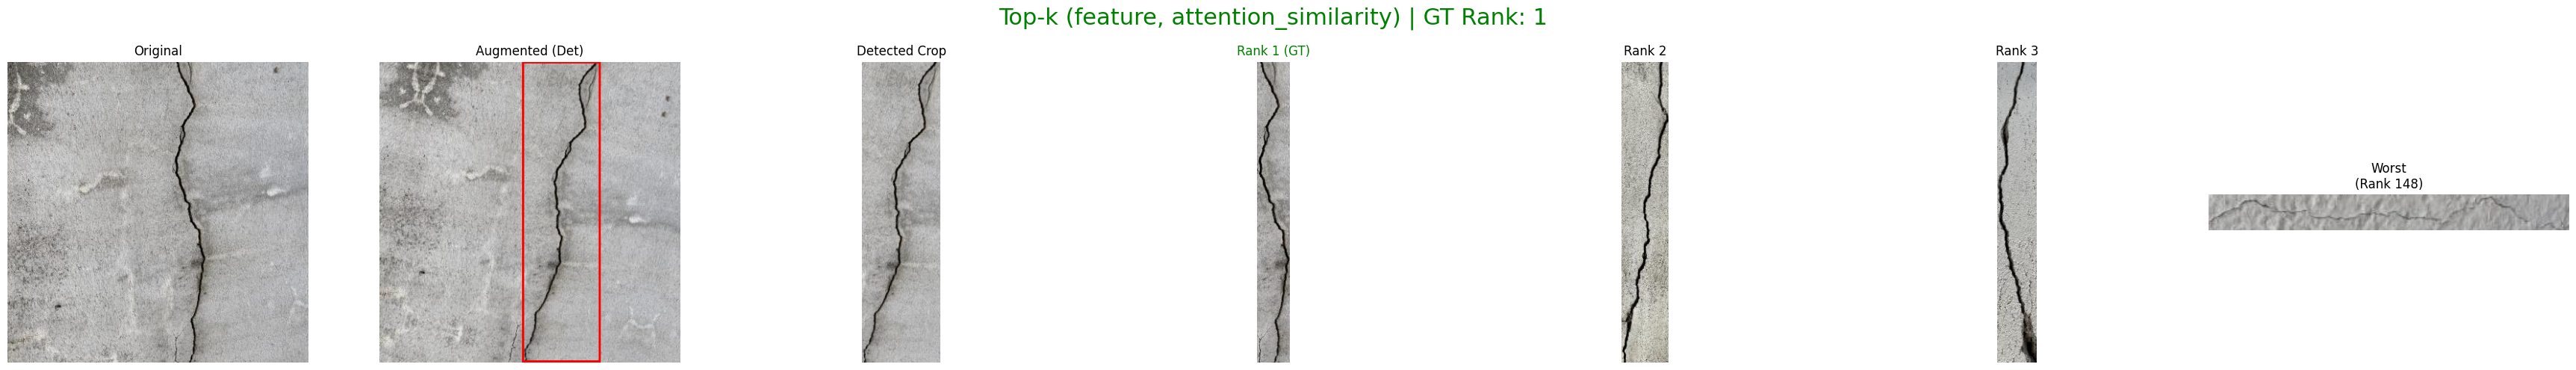 Top-k (feature, attention_similarity) | GT Rank: 1
Original
Augmented (Det)
Detected Crop
Rank 1 (GT)
Rank 2
Rank 3
Worst
(Rank 148)